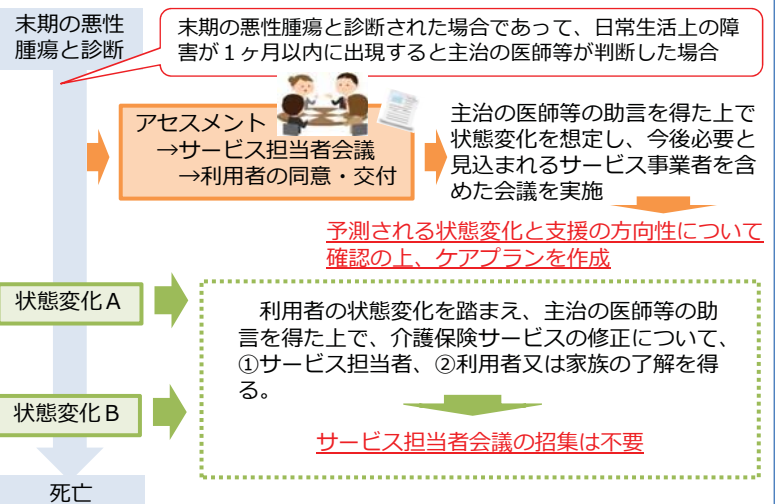 末期の悪性
腫瘍と診断
末期の悪性腫瘍と診断された場合であって、日常生活上の障
害が１ヶ月以内に出現すると主治の医師等が判断した場合
アセスメント
→サービス担当者会議
→利用者の同意・交付
主治の医師等の助言を得た上で
状態変化を想定し、今後必要と
見込まれるサービス事業者を含
めた会議を実施
予測される状態変化と支援の方向性について
確認の上、ケアプランを作成
状態変化Ａ
利用者の状態変化を踏まえ、主治の医師等の助
言を得た上で、介護保険サービスの修正について、
①サービス担当者、②利用者又は家族の了解を得
る。
状態変化Ｂ
サービス担当者会議の招集は不要
死亡